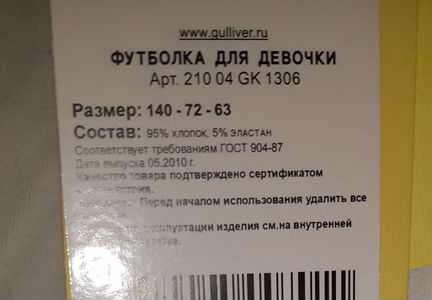 www.gulliver.ru
ФУТБОЛКА ДЛЯ ДЕВОЧКИ
Арт. 210 04 GK 1306
Размер: 140 - 72 - 63
Состав: 95% хлопок, 5% эластан
Соответствует требованиям ГОСТ 904-87
Дата выпуска 05.2010 г.
Качество товара подтверждено сертификатом
соответствия.
Перед началом использования удалить все
эксплуатации изделия см.на внутренней